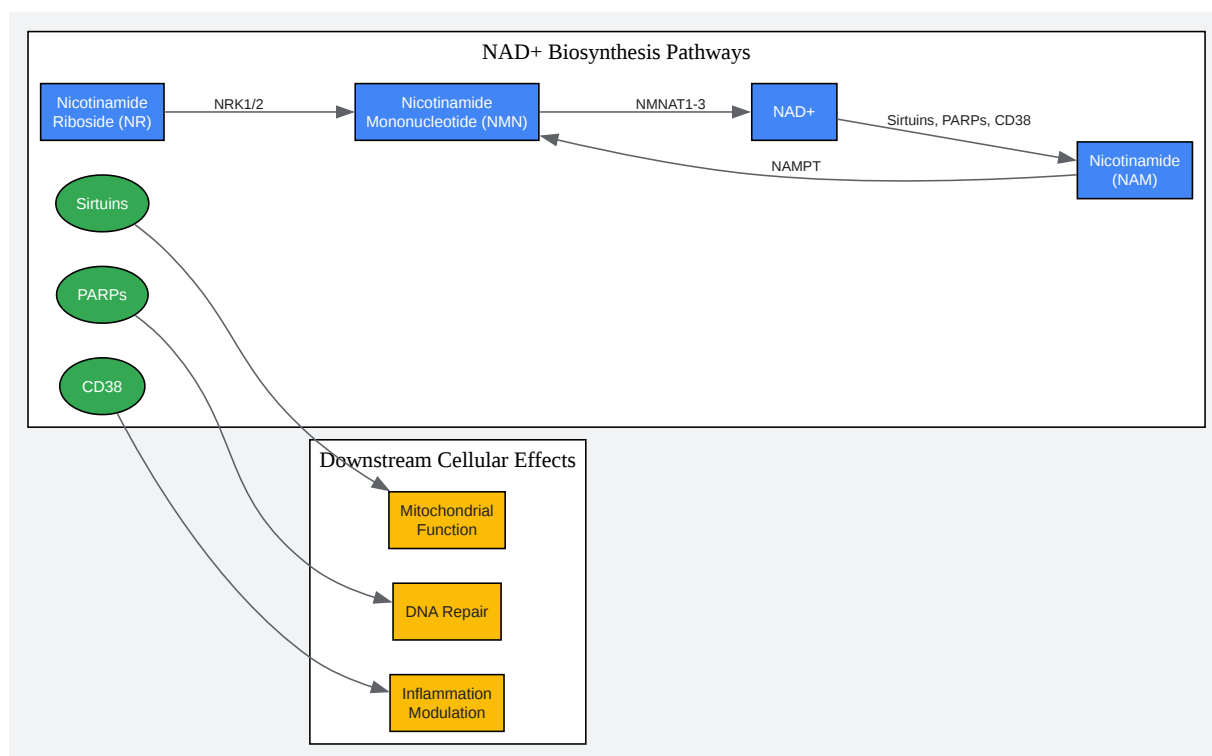 NAD+ Biosynthesis Pathways
Nicotinamide
Riboside (NR)
NRK1/2
Nicotinamide
Mononucleotide (NMN)
NMNAT1-3
NAD+
Sirtuins, PARPs, CD38
Nicotinamide
(NAM)
NAMPT
Sirtuins
PARPs
CD38
Downstream Cellular Effects
Mitochondrial
Function
DNA Repair
Inflammation
Modulation